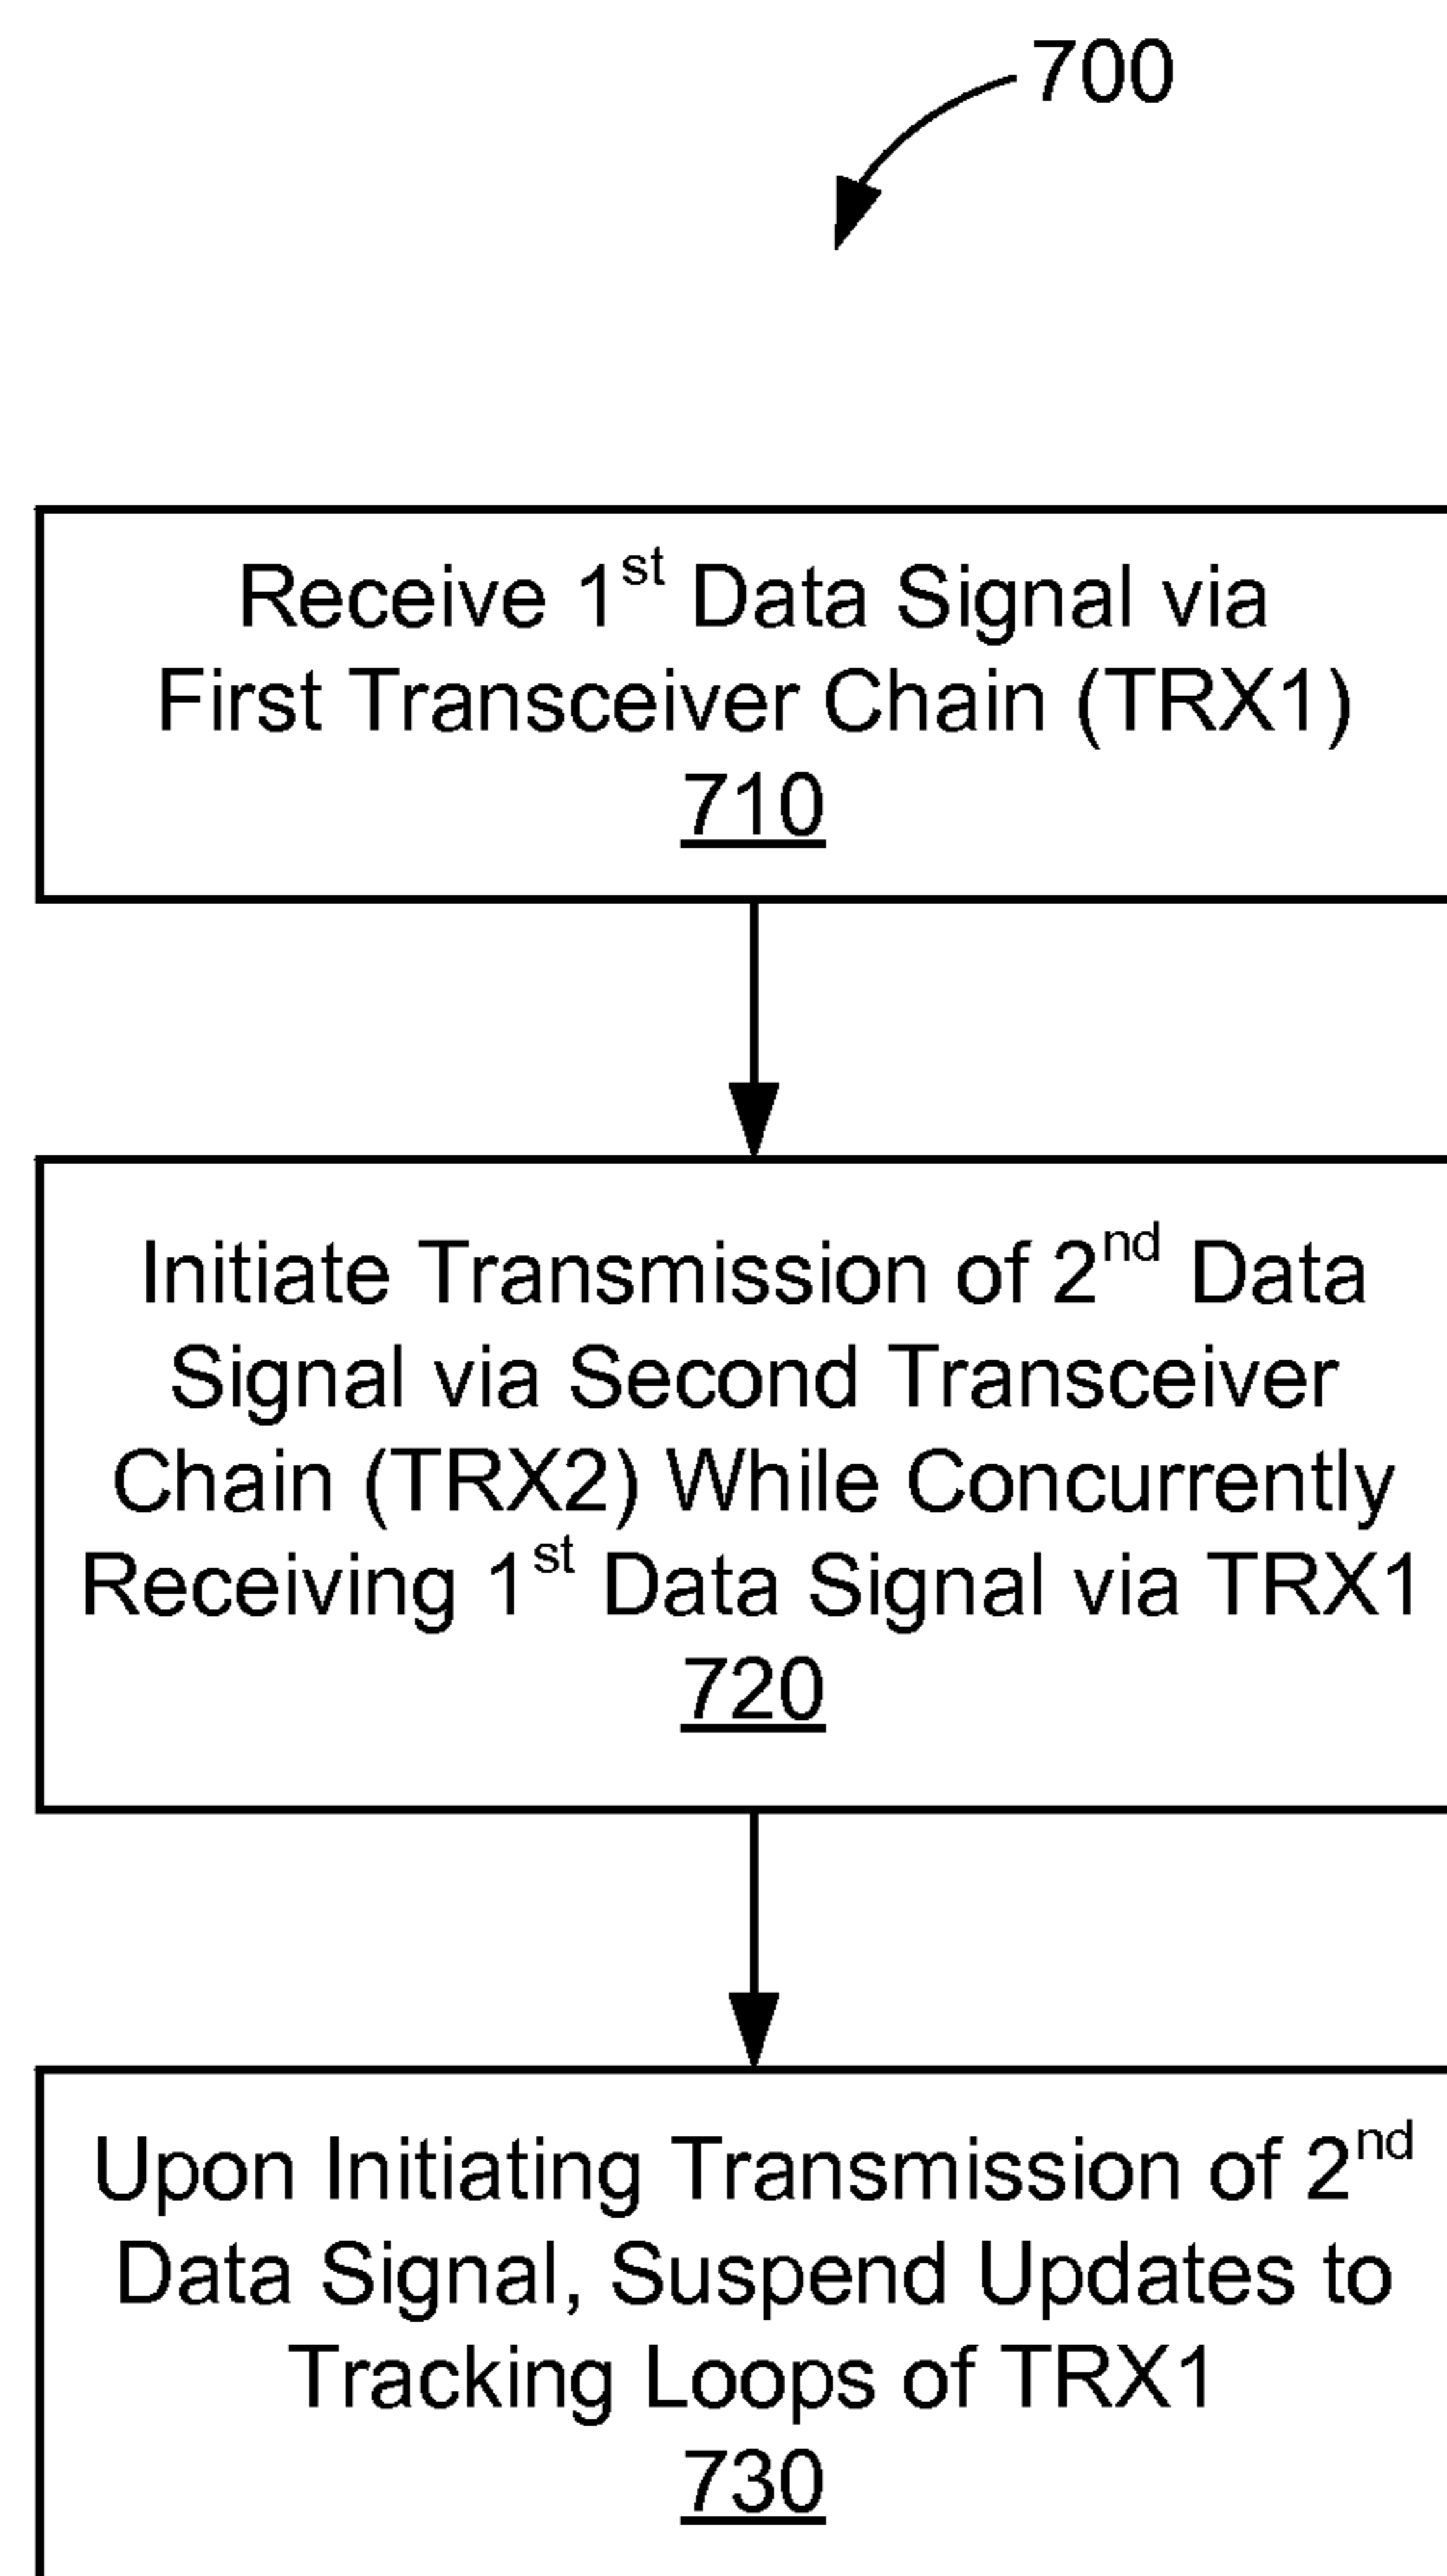 700
Receive 1st Data Signal via
First Transceiver Chain (TRX1)
710
Initiate Transmission of 2nd Data
Signal via Second Transceiver
Chain (TRX2) While Concurrently
Receiving 1st Data Signal via TRX1
720
Upon Initiating Transmission of 2nd
Data Signal, Suspend Updates to
Tracking Loops of TRX1
730